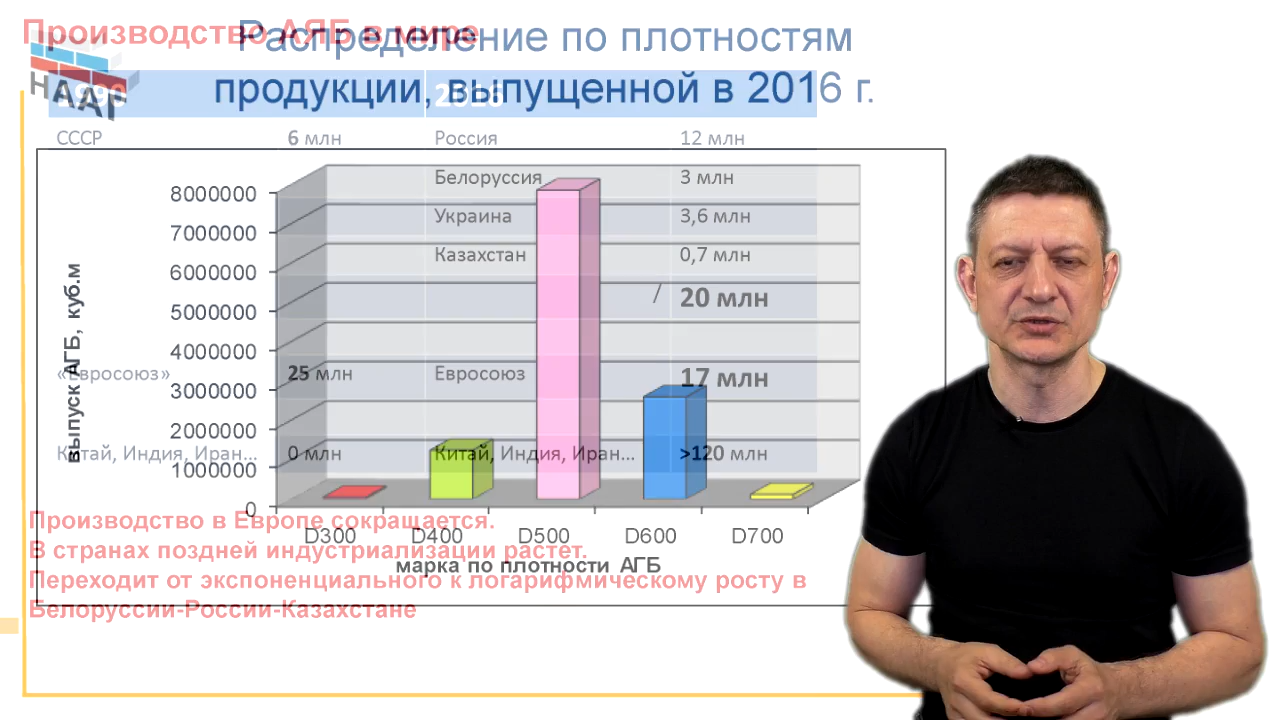 Производство АЯБ в мире
Распределение по плотностям
продукции, выпущенной в 2016 г.
НААГ
2016
СССР 6 млн Россия 12 млн
Белоруссия 3 млн
Украина 3,6 млн
Казахстан 0,7 млн
/ 20 млн
«Евросоюз» 25 млн Евросоюз 17 млн
Китай, Индия, Иран... 0 млн Китай, Индия, Иран... >120 млн
выпуск АГБ, куб.м
8000000
7000000
6000000
5000000
4000000
3000000
2000000
1000000
0
D300 D400 D500 D600 D700
марка по плотности АГБ
Производство в Европе сокращается.
В странах поздней индустриализации растет.
Переходит от экспоненциального к логарифмическому росту в
Белоруссии-России-Казахстане